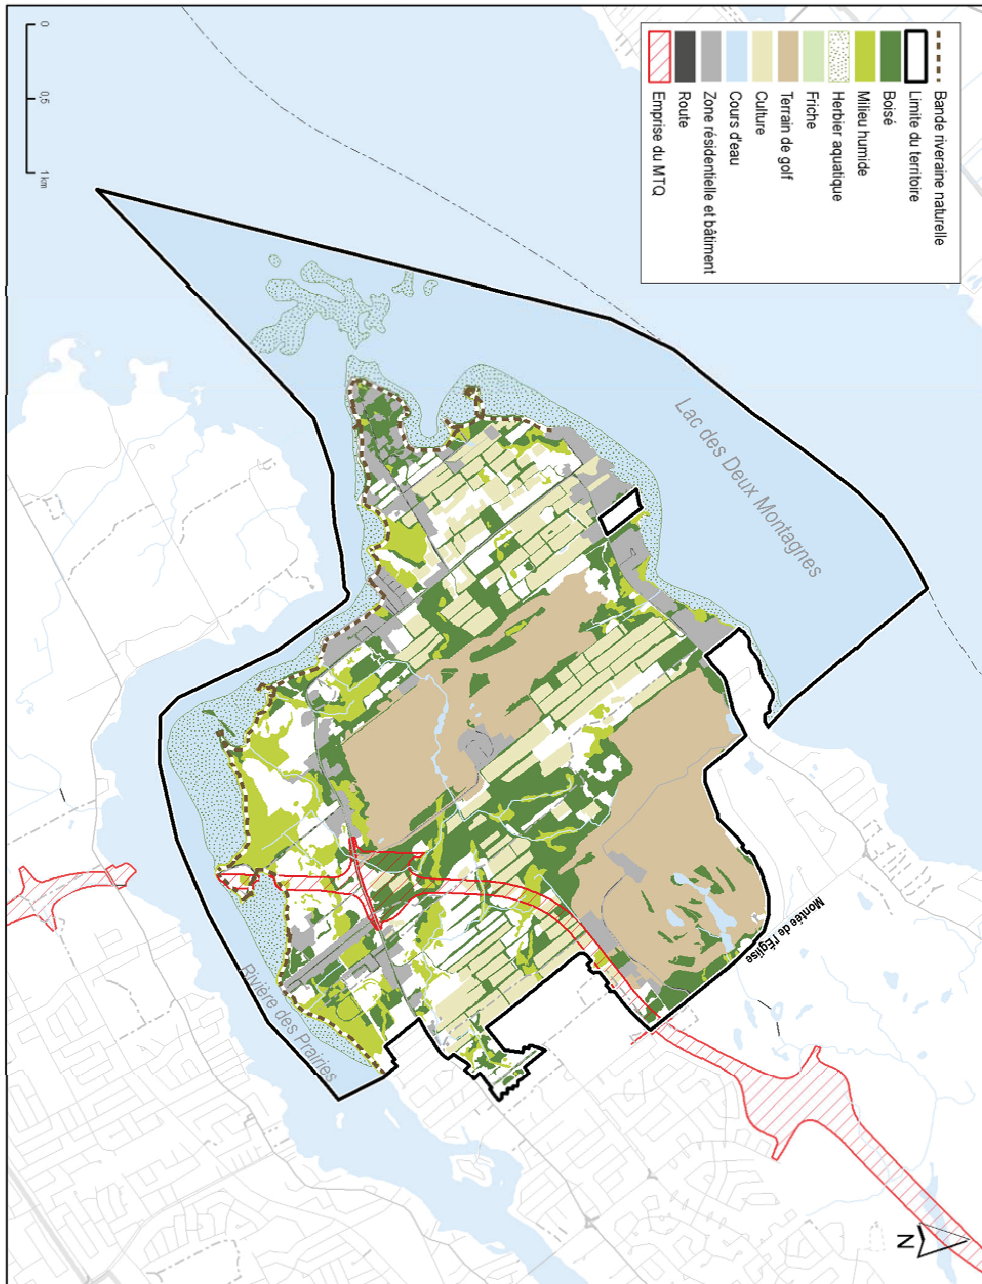 Bande riveraine naturelle
Limite du territoire
Boisé
Milieu humide
Herbier aquatique
Friche
Terrain de golf
Culture
Cours d'eau
Zone résidentielle et bâtiment
Route
Emprise du MTQ
0
0,5
1 km
Lac des Deux Montagnes
Montée de l'Église
Rivière des Prairies
N